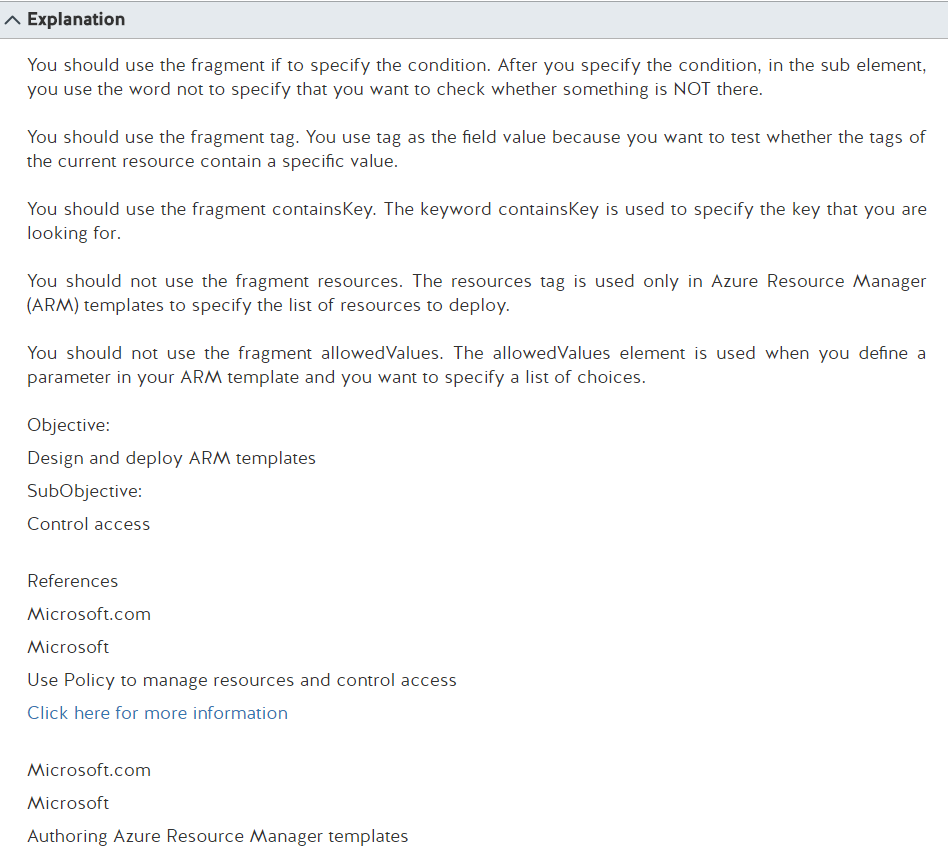 Explanation
You should use the fragment if to specify the condition. After you specify the condition, in the sub element,
you use the word not to specify that you want to check whether something is NOT there.
You should use the fragment tag. You use tag as the field value because you want to test whether the tags of
the current resource contain a specific value.
You should use the fragment containsKey. The keyword containsKey is used to specify the key that you are
looking for.
You should not use the fragment resources. The resources tag is used only in Azure Resource Manager
(ARM) templates to specify the list of resources to deploy.
You should not use the fragment allowedValues. The allowedValues element is used when you define a
parameter in your ARM template and you want to specify a list of choices.
Objective:
Design and deploy ARM templates
SubObjective:
Control access
References
Microsoft.com
Microsoft
Use Policy to manage resources and control access
Click here for more information
Microsoft.com
Microsoft
Authoring Azure Resource Manager templates